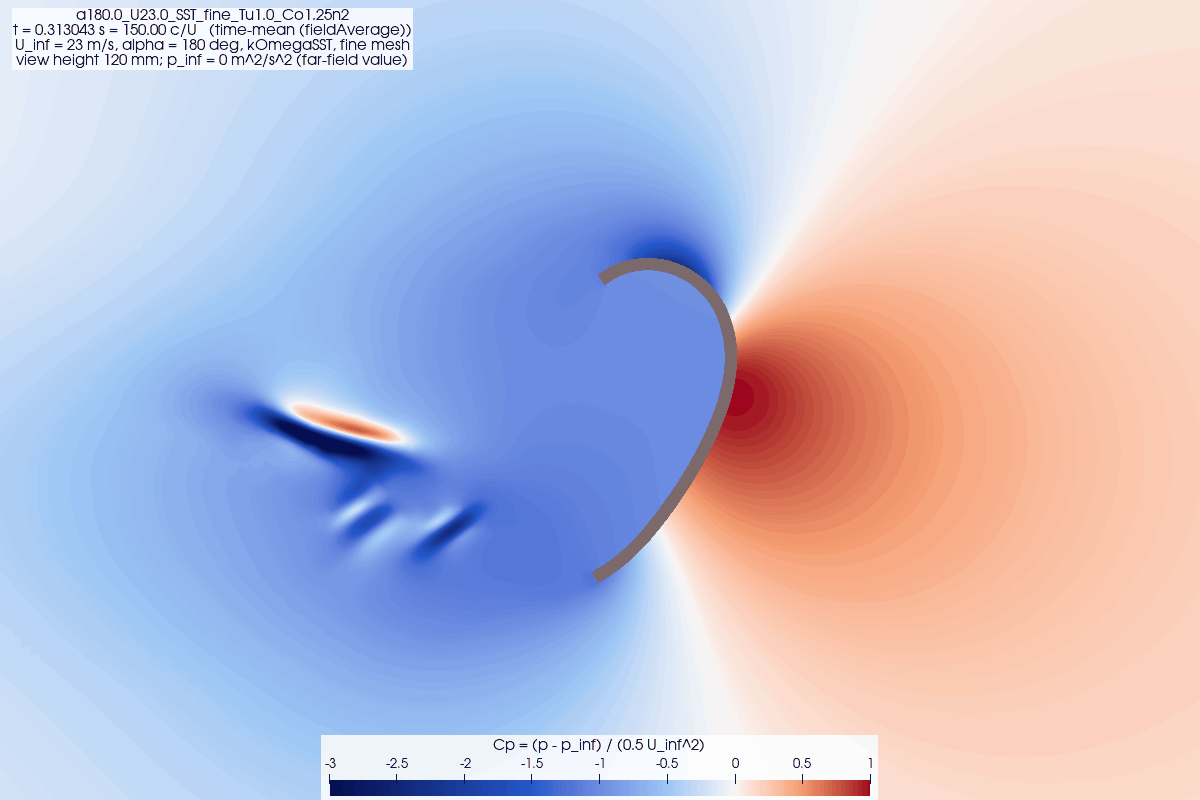 a180.0_U23.0_SST_fine_Tu1.0_Co1.25n2
t = 0.313043 s = 150.00 c/U (time-mean (fieldAverage))
U_inf = 23 m/s, alpha = 180 deg, kOmegaSST, fine mesh
view height 120 mm; p_inf = 0 m^2/s^2 (far-field value)
Cp = (p - p_inf) / (0.5 U_inf^2)
-3 -2.5 -2 -1.5 -1 -0.5 0 0.5 1